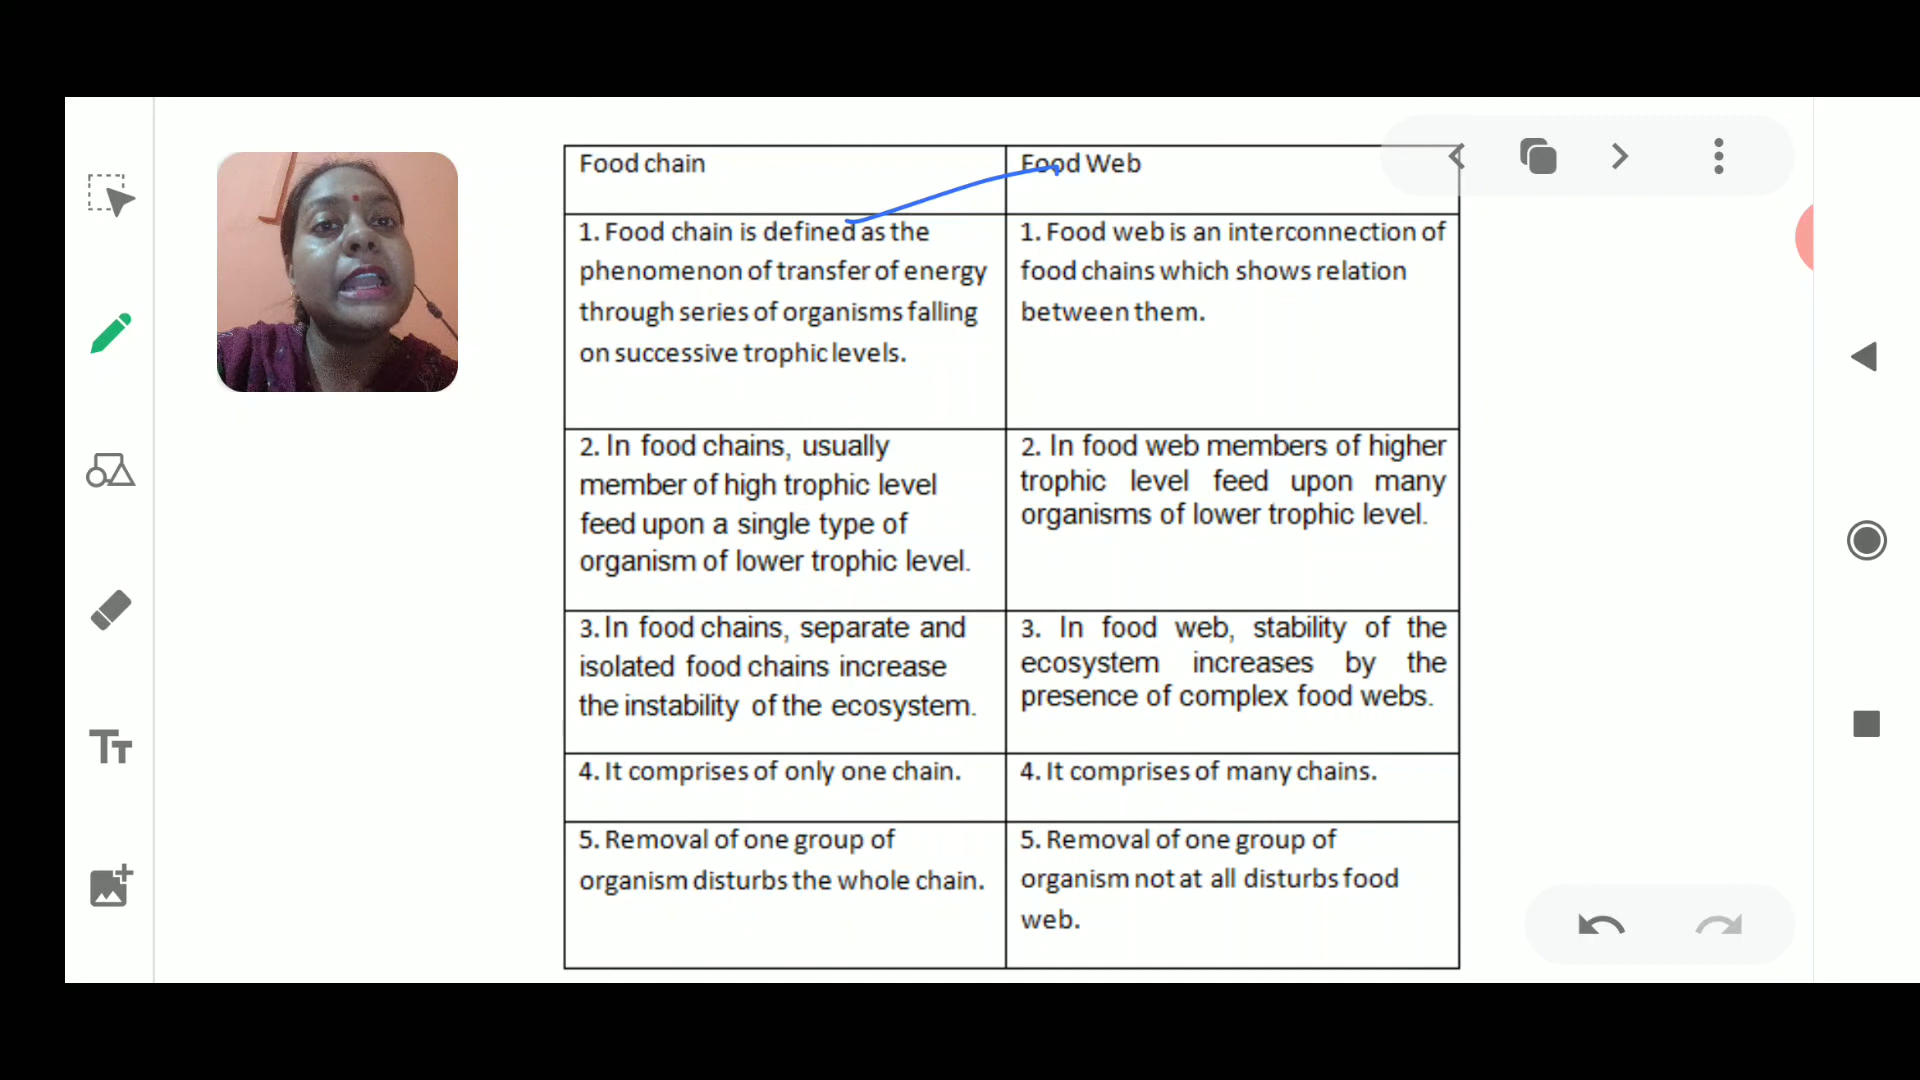 Food chain
Food Web
1. Food chain is defined as the
phenomenon of transfer of energy
through series of organisms falling
on successive trophic levels.
1. Food web is an interconnection of
food chains which shows relation
between them.
2. In food chains, usually
member of high trophic level
feed upon a single type of
organism of lower trophic level.
2. In food web members of higher
trophic level feed upon many
organisms of lower trophic level.
3. In food chains, separate and
isolated food chains increase
the instability of the ecosystem.
3. In food web, stability of the
ecosystem increases by the
presence of complex food webs.
4. It comprises of only one chain.
4. It comprises of many chains.
5. Removal of one group of
organism disturbs the whole chain.
5. Removal of one group of
organism not at all disturbs food
web.